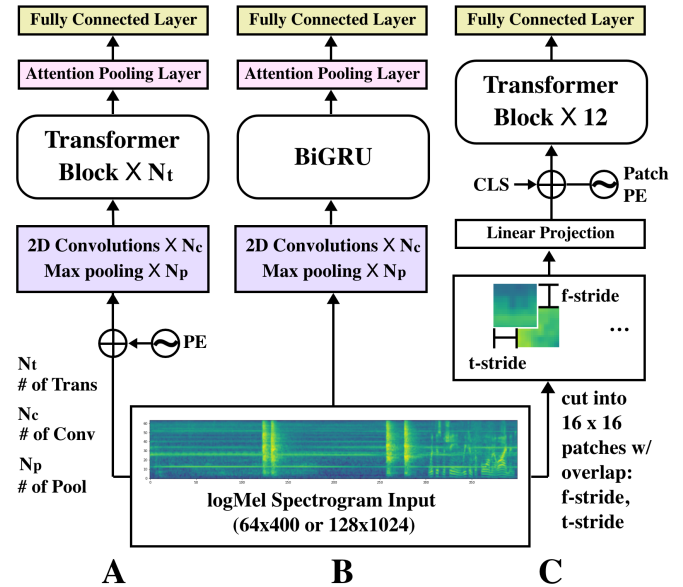 Fully Connected Layer
Attention Pooling Layer
Transformer
Block X Nt
2D Convolutions X Nc
Max pooling X Np
PE
Nt
# of Trans
Nc
# of Conv
Np
# of Pool
Fully Connected Layer
Attention Pooling Layer
BiGRU
2D Convolutions X Nc
Max pooling X Np
Fully Connected Layer
Transformer
Block X 12
CLS
Patch
PE
Linear Projection
f-stride
t-stride
...
cut into
16 x 16
patches w/
overlap:
f-stride,
t-stride
logMel Spectrogram Input
(64x400 or 128x1024)
A
B
C